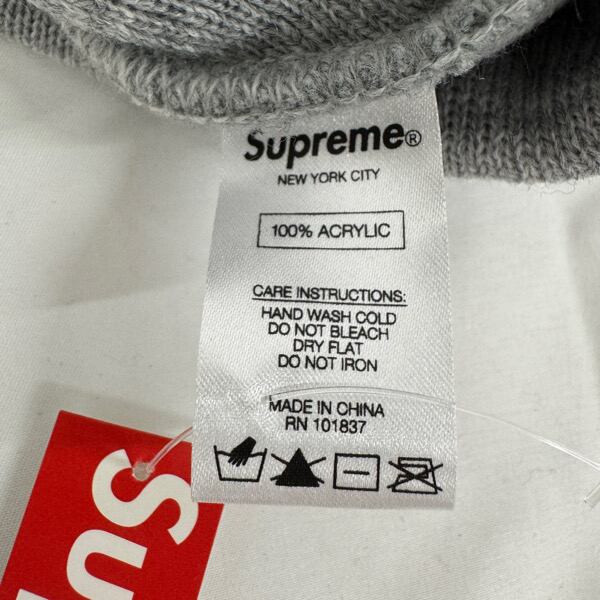 Supreme®
NEW YORK CITY
100% ACRYLIC
CARE INSTRUCTIONS:
HAND WASH COLD
DO NOT BLEACH
DRY FLAT
DO NOT IRON
MADE IN CHINA
RN 101837
Su